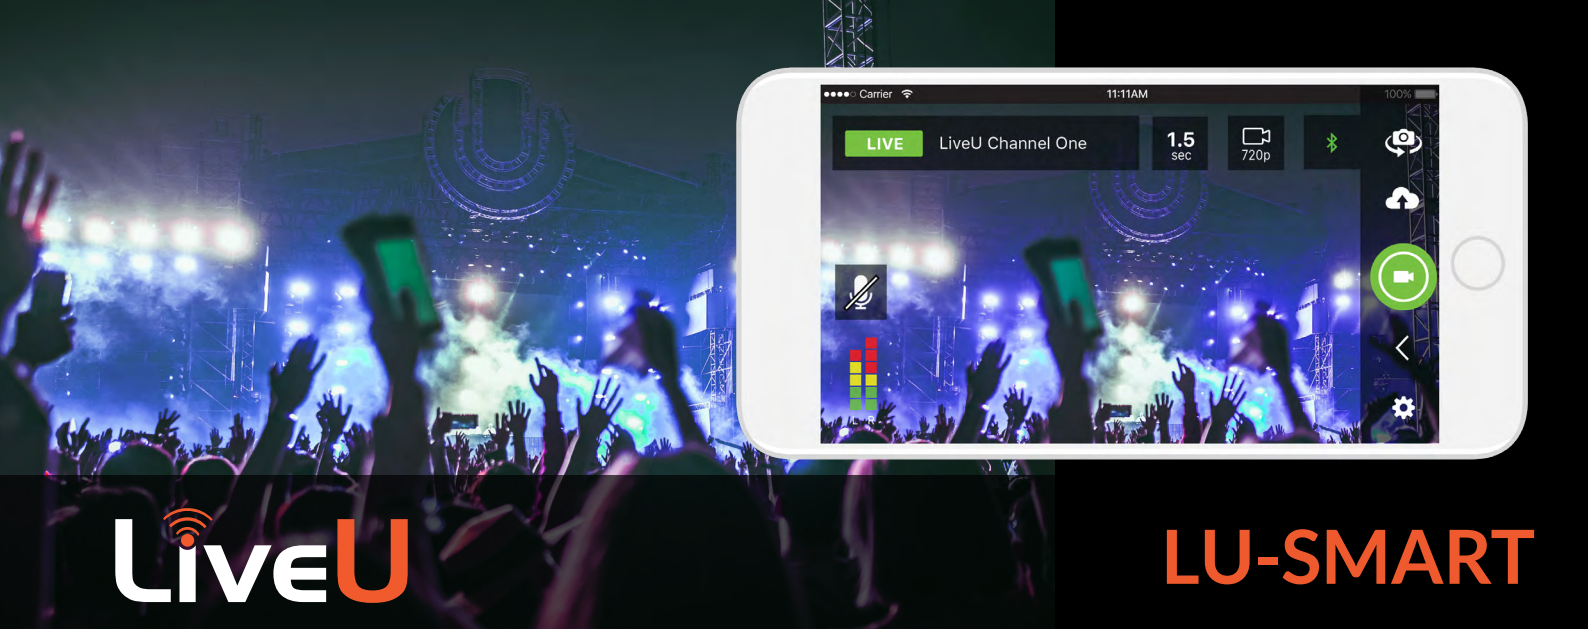 Carrier
11:11AM
100%
LIVE
LiveU Channel One
1.5
sec
720p
LiveU
LU-SMART